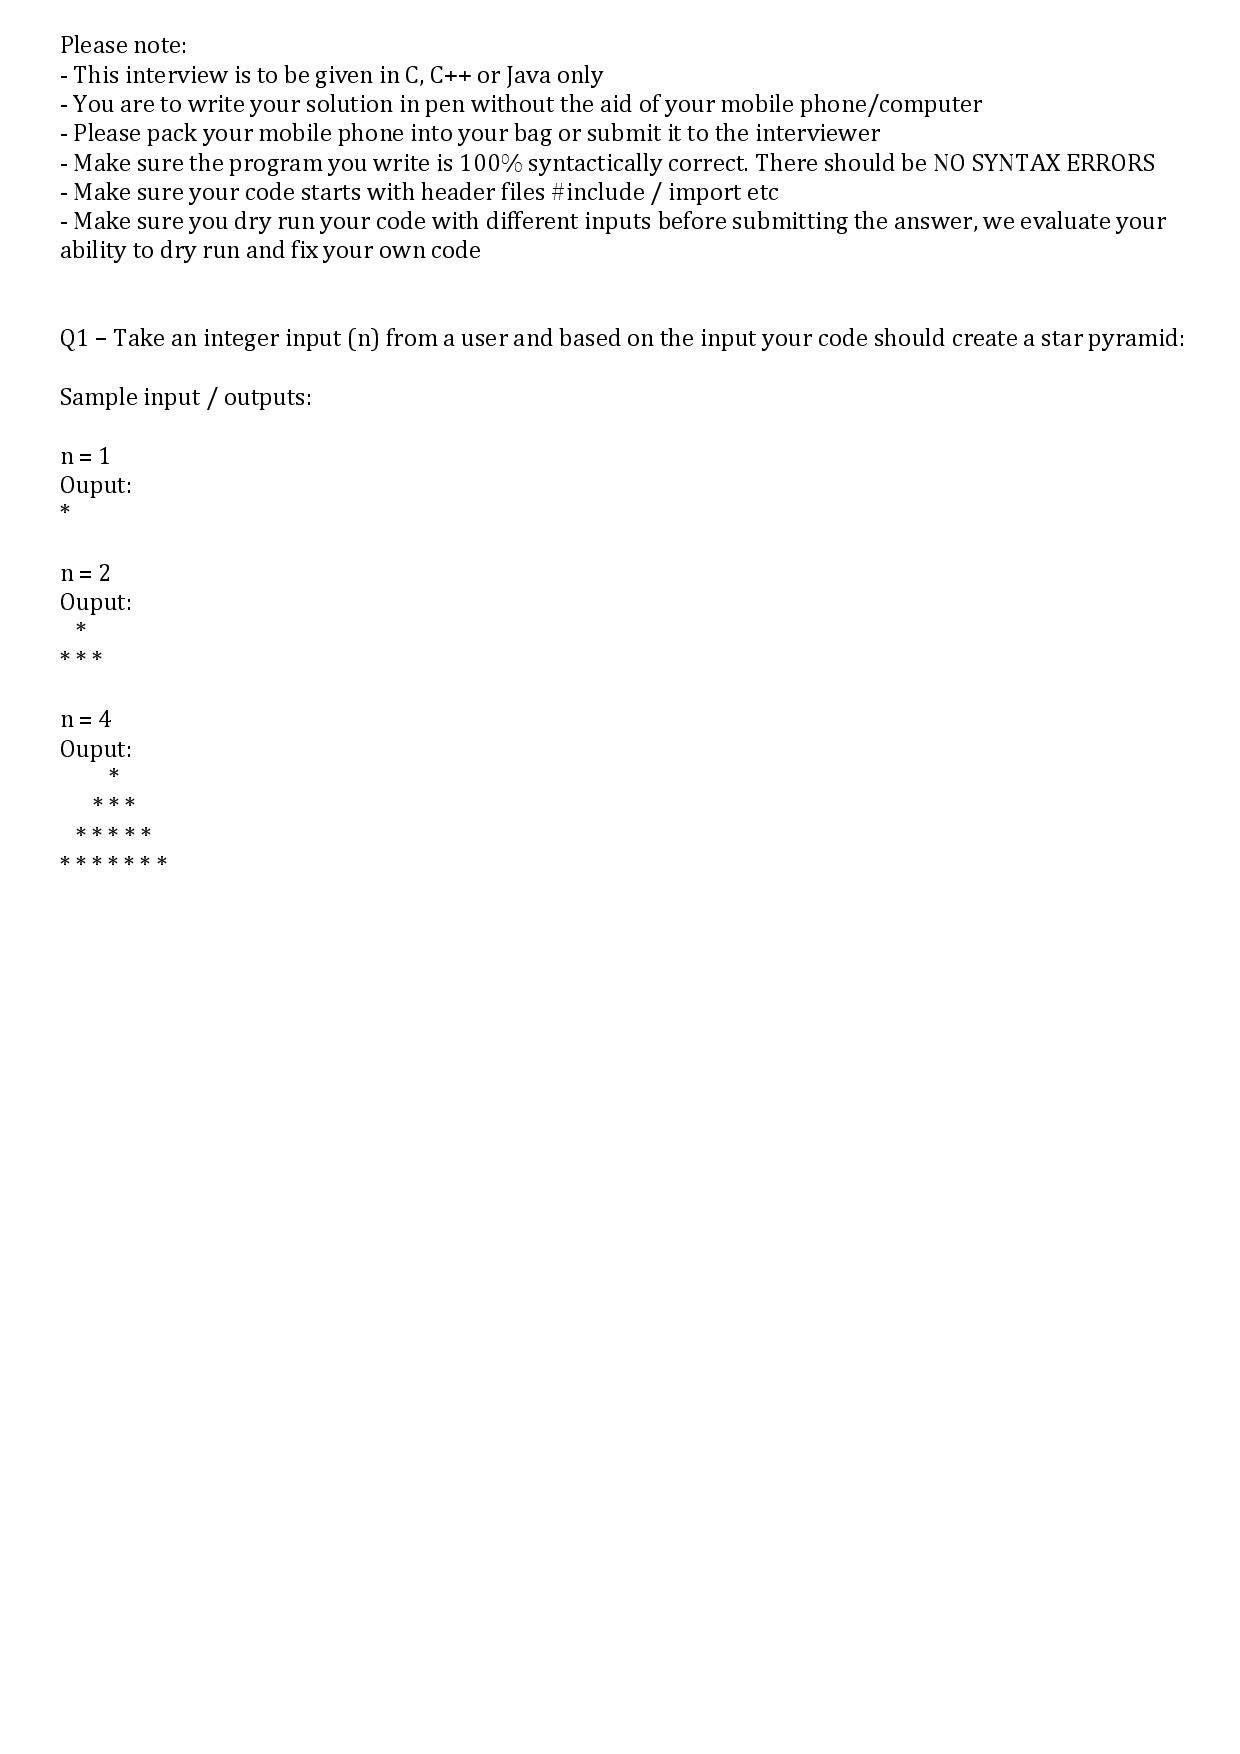 Please note:
- This interview is to be given in C, C++ or Java only
- You are to write your solution in pen without the aid of your mobile phone/computer
- Please pack your mobile phone into your bag or submit it to the interviewer
- Make sure the program you write is 100% syntactically correct. There should be NO SYNTAX ERRORS
- Make sure your code starts with header files #include / import etc
- Make sure you dry run your code with different inputs before submitting the answer, we evaluate your
ability to dry run and fix your own code
Q1 – Take an integer input (n) from a user and based on the input your code should create a star pyramid:
Sample input / outputs:
n = 1
Ouput:
*
n = 2
Ouput:
  *
* * *
n = 4
Ouput:
      *
    * * *
  * * * * *
* * * * * * *